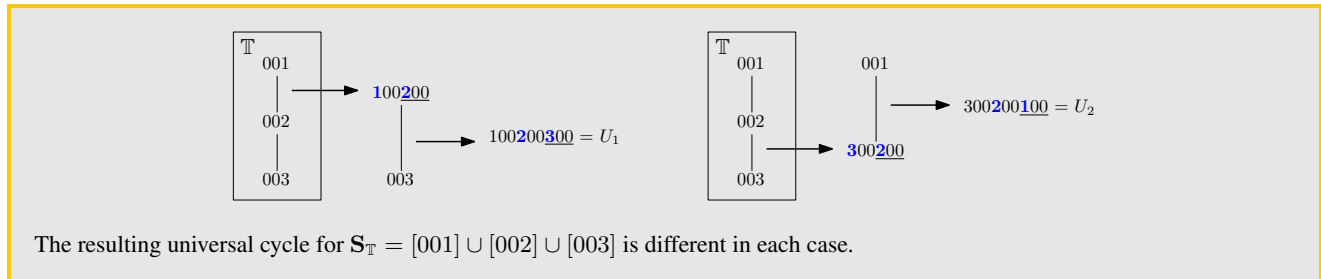 𝕋
001
100200
002
100200300 = U₁
003
003
𝕋
001
001
300200100 = U₂
002
300200
003
The resulting universal cycle for S_𝕋 = [001] ∪ [002] ∪ [003] is different in each case.